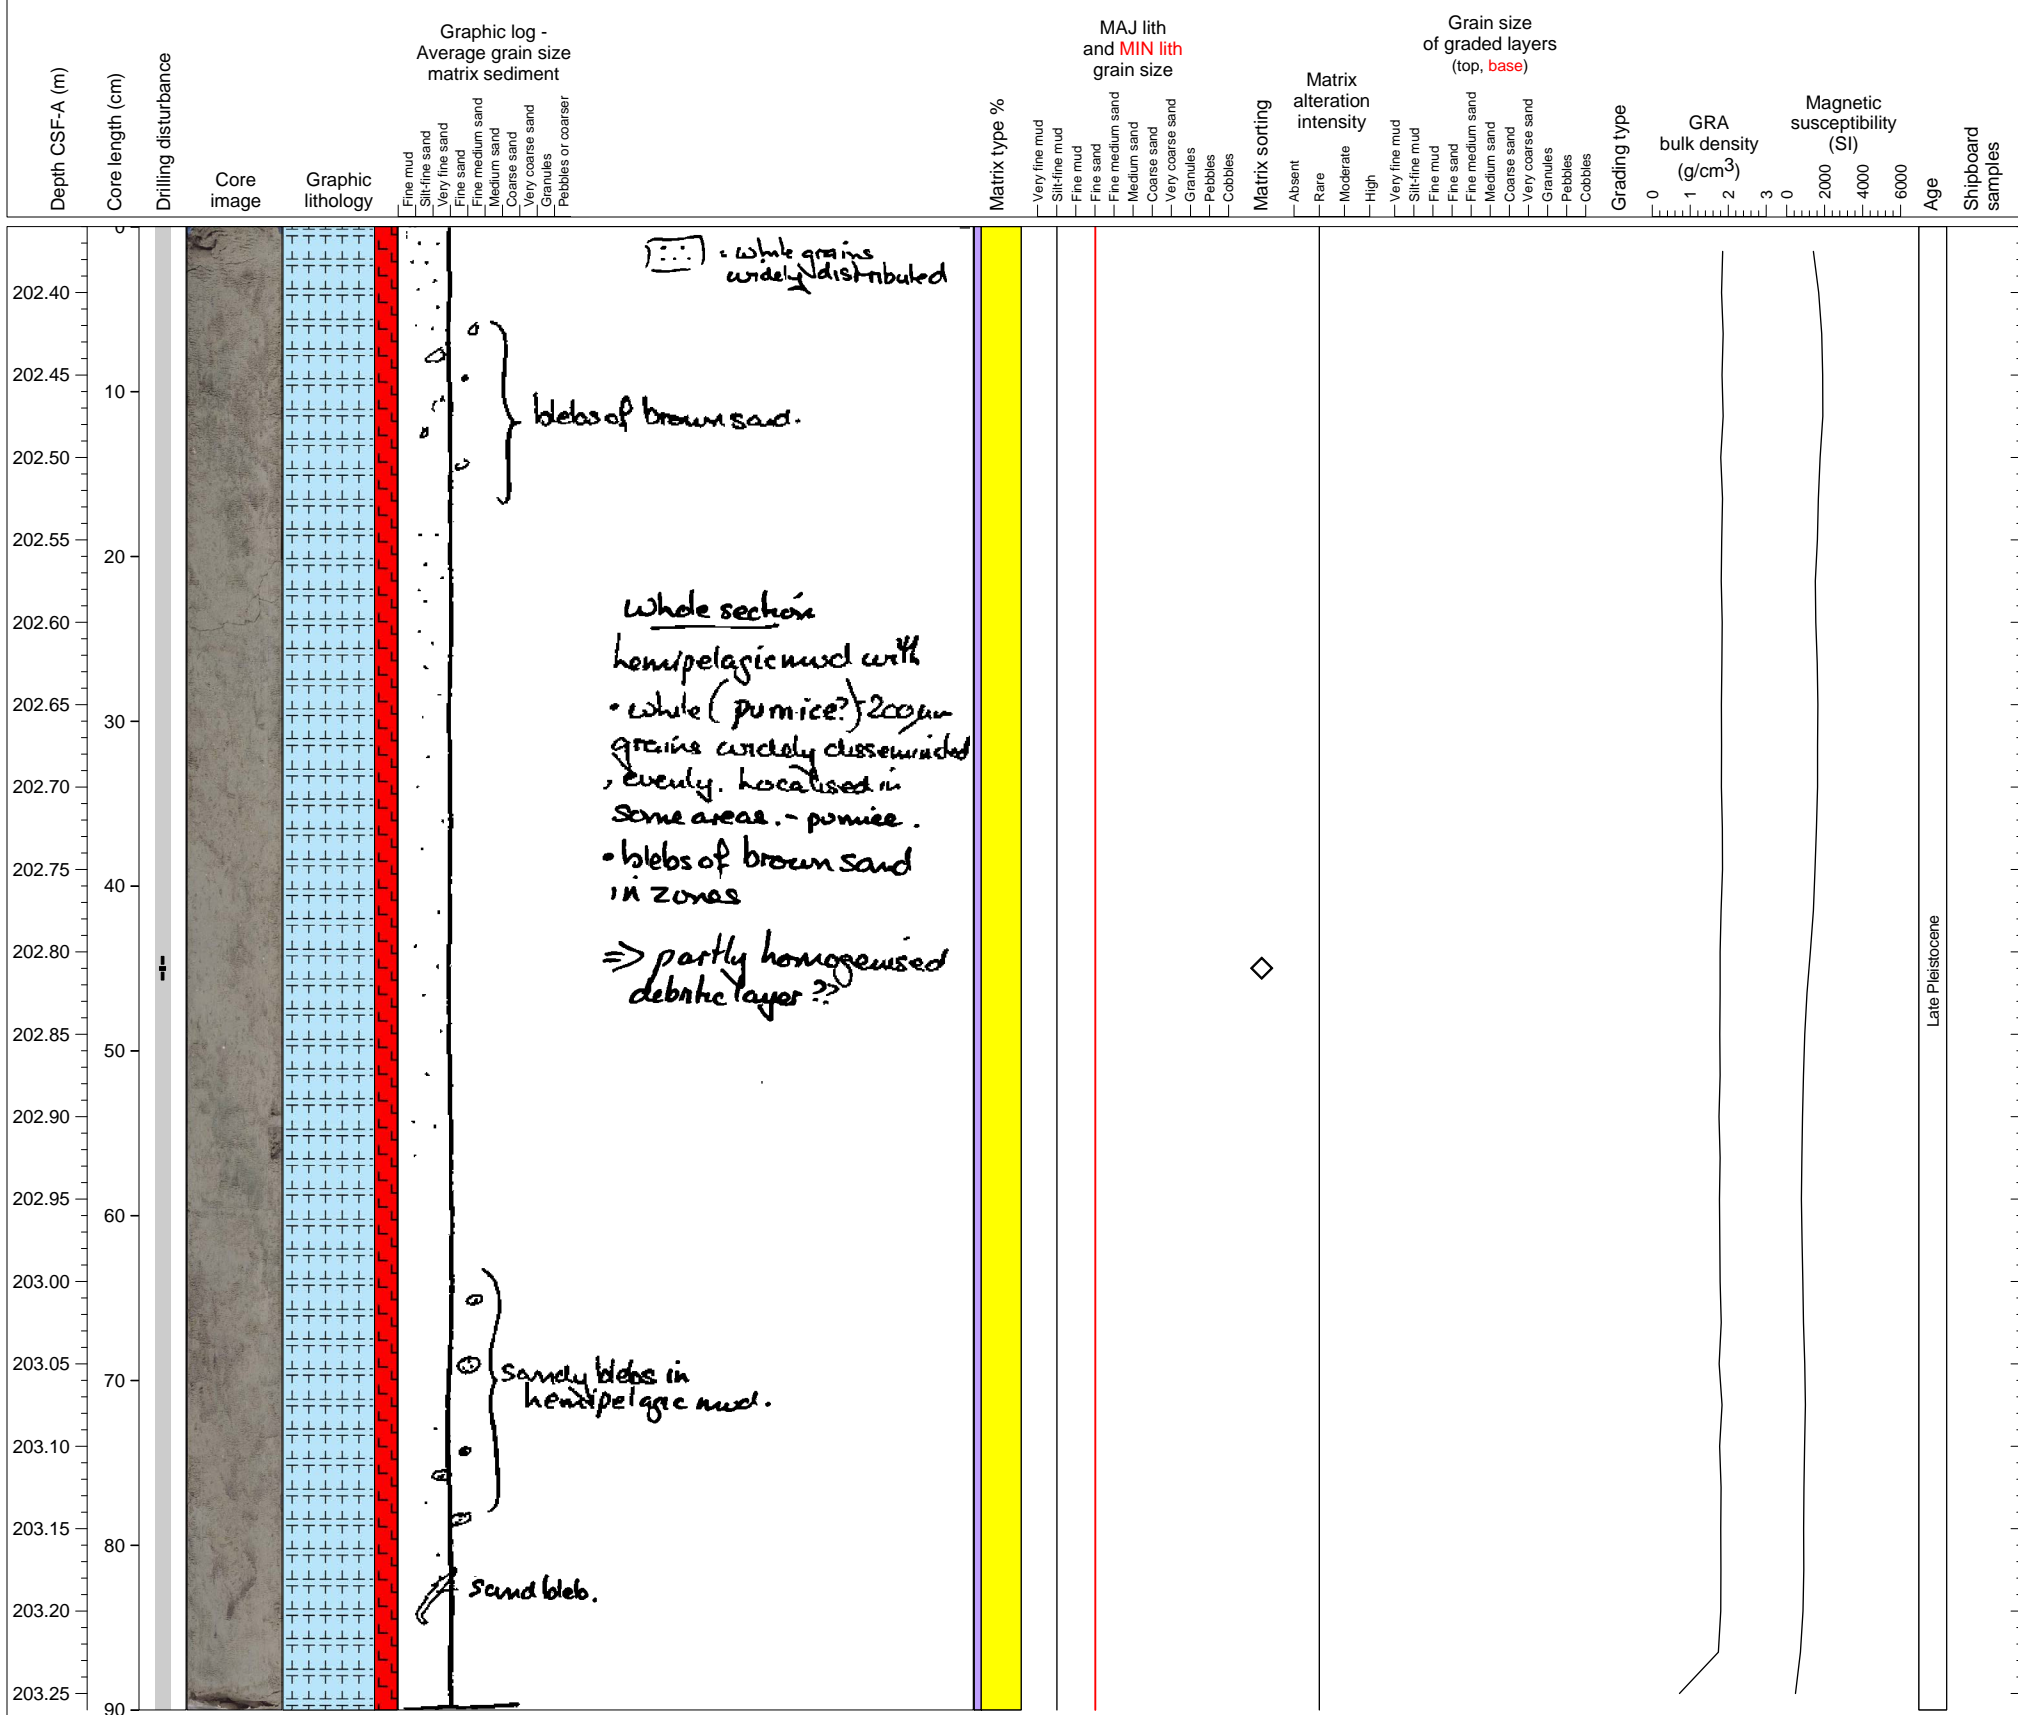 Depth CSF-A (m)
Core length (cm)
Drilling disturbance
Core
image
Graphic
lithology
Graphic log -
Average grain size
matrix sediment
Fine mud
Silt-fine sand
Very fine sand
Fine sand
Fine medium sand
Medium sand
Coarse sand
Very coarse sand
Granules
Pebbles or coarser
Matrix type %
MAJ lith
and MIN lith
grain size
Very fine mud
Silt-fine mud
Fine mud
Fine sand
Fine medium sand
Medium sand
Coarse sand
Very coarse sand
Granules
Pebbles
Cobbles
Matrix sorting
Matrix
alteration
intensity
Absent
Rare
Moderate
High
Grain size
of graded layers
(top, base)
Very fine mud
Silt-fine mud
Fine mud
Fine sand
Fine medium sand
Medium sand
Coarse sand
Very coarse sand
Granules
Pebbles
Cobbles
Grading type
GRA
bulk density
(g/cm3)
0 1 2 3
Magnetic
susceptibility
(SI)
0 2000 4000 6000
Age
Shipboard
samples
0
202.40
202.45
10
202.50
202.55
20
202.60
202.65
30
202.70
202.75
40
202.80
202.85
50
202.90
202.95
60
203.00
203.05
70
203.10
203.15
80
203.20
203.25
90
= white grains
widely distributed
blebs of brown sand.
Whole section
hemipelagic mud with
• white (pumice?) 200µm
grains widely disseminated
, evenly. Localised in
some areas. - pumice.
• blebs of brown sand
in zones
=> partly homogenised
debritic layer ??
Sandy blebs in
hemipelagic mud.
sand bleb.
Late Pleistocene